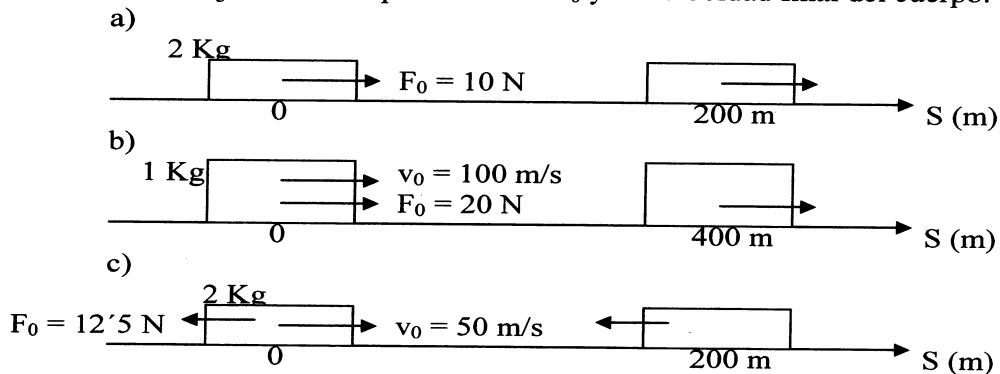 a)
2 Kg
F₀ = 10 N
0
200 m
S (m)
b)
1 Kg
v₀ = 100 m/s
F₀ = 20 N
0
400 m
S (m)
c)
2 Kg
F₀ = 12´5 N
v₀ = 50 m/s
0
200 m
S (m)